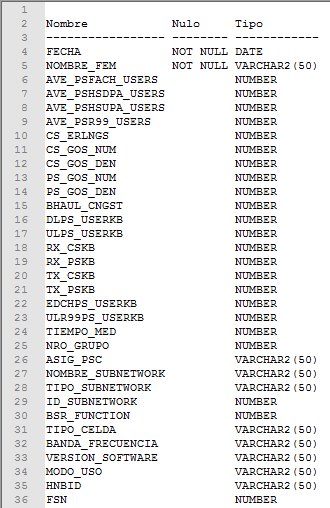 1
2 Nombre Nulo Tipo
3 ----------------- -------- ------------
4 FECHA NOT NULL DATE
5 NOMBRE_FEM NOT NULL VARCHAR2(50)
6 AVE_PSFACH_USERS NUMBER
7 AVE_PSHSDPA_USERS NUMBER
8 AVE_PSHSUPA_USERS NUMBER
9 AVE_PSR99_USERS NUMBER
10 CS_ERLNGS NUMBER
11 CS_GOS_NUM NUMBER
12 CS_GOS_DEN NUMBER
13 PS_GOS_NUM NUMBER
14 PS_GOS_DEN NUMBER
15 BHAUL_CNGST NUMBER
16 DLPS_USERKB NUMBER
17 ULPS_USERKB NUMBER
18 RX_CSKB NUMBER
19 RX_PSKB NUMBER
20 TX_CSKB NUMBER
21 TX_PSKB NUMBER
22 EDCHPS_USERKB NUMBER
23 ULR99PS_USERKB NUMBER
24 TIEMPO_MED NUMBER
25 NRO_GRUPO NUMBER
26 ASIG_PSC VARCHAR2(50)
27 NOMBRE_SUBNETWORK VARCHAR2(50)
28 TIPO_SUBNETWORK VARCHAR2(50)
29 ID_SUBNETWORK NUMBER
30 BSR_FUNCTION NUMBER
31 TIPO_CELDA VARCHAR2(50)
32 BANDA_FRECUENCIA VARCHAR2(50)
33 VERSION_SOFTWARE VARCHAR2(50)
34 MODO_USO VARCHAR2(50)
35 HNBID VARCHAR2(50)
36 FSN NUMBER